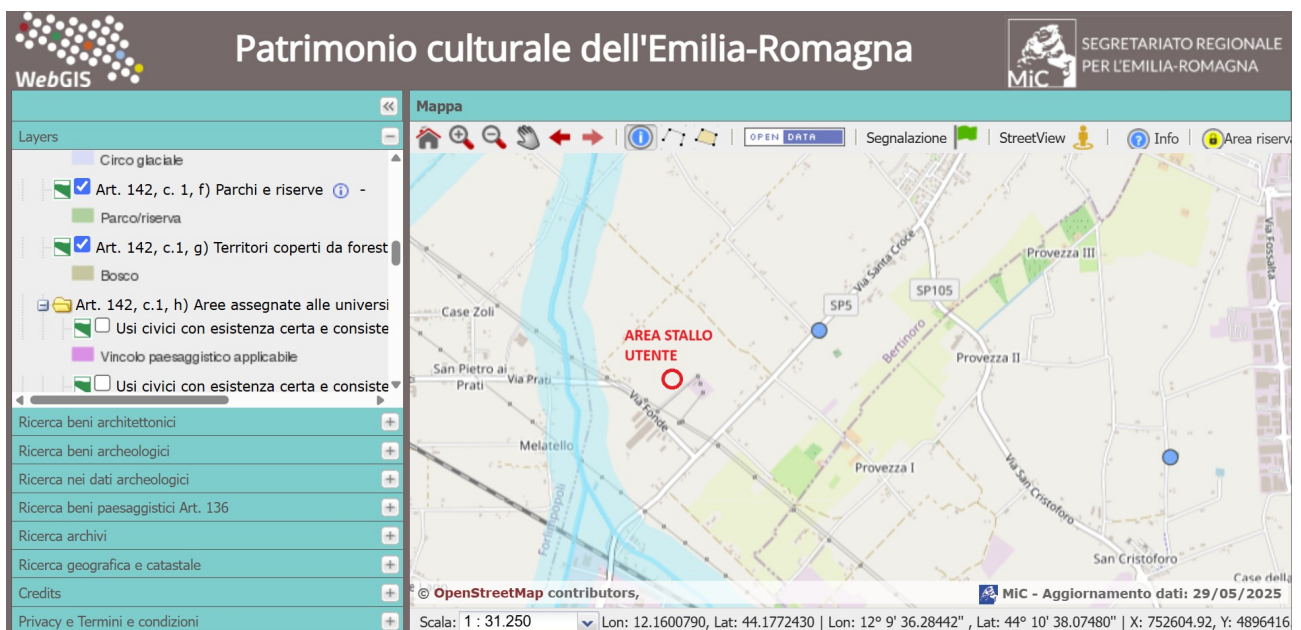 WebGIS
Patrimonio culturale dell'Emilia-Romagna
MiC
SEGRETARIATO REGIONALE
PER L'EMILIA-ROMAGNA
Layers
Circo glaciale
Art. 142, c. 1, f) Parchi e riserve -
Parco/riserva
Art. 142, c.1, g) Territori coperti da forest
Bosco
Art. 142, c.1, h) Aree assegnate alle universi
Usi civici con esistenza certa e consiste
Vincolo paesaggistico applicabile
Usi civici con esistenza certa e consiste
Ricerca beni architettonici
Ricerca beni archeologici
Ricerca nei dati archeologici
Ricerca beni paesaggistici Art. 136
Ricerca archivi
Ricerca geografica e catastale
Credits
Privacy e Termini e condizioni
Mappa
OPEN DATA
Segnalazione
StreetView
Info
Area riserva
Via Santa Croce
Provezza III
Via Fossalta
SP105
SP5
Case Zoli
AREA STALLO
UTENTE
Bertinoro
Provezza II
San Pietro ai
Prati
Via Prati
Via Fonde
Melatello
Provezza I
Via San Cristoforo
Forlimpopoli
San Cristoforo
Case della
© OpenStreetMap contributors,
MiC - Aggiornamento dati: 29/05/2025
Scala: 1 : 31.250
Lon: 12.1600790, Lat: 44.1772430 | Lon: 12° 9' 36.28442" , Lat: 44° 10' 38.07480" | X: 752604.92, Y: 4896416